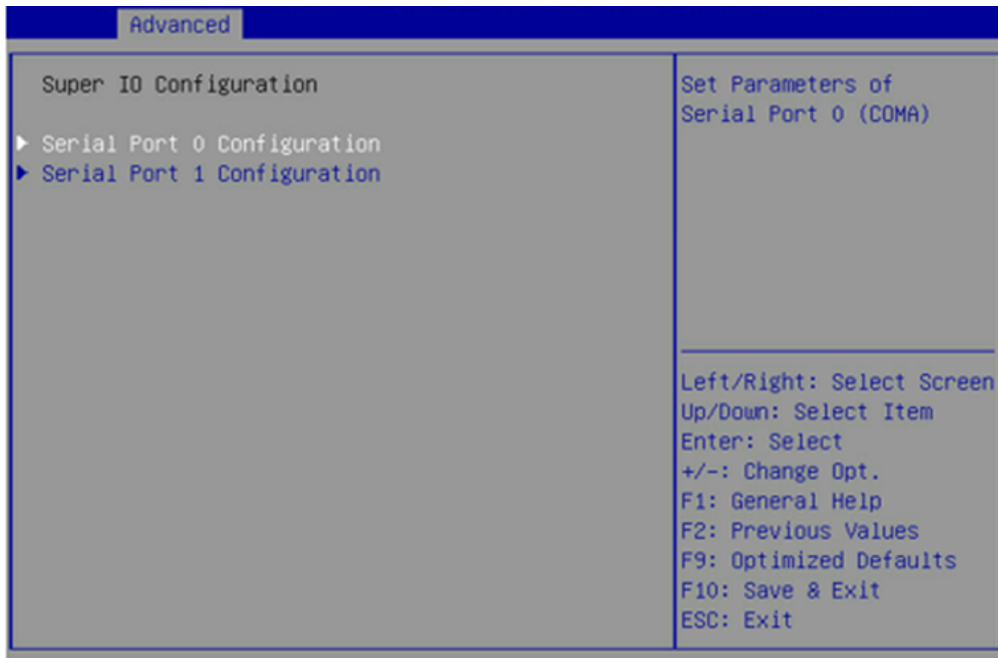 Advanced
Super IO Configuration
Serial Port 0 Configuration
Serial Port 1 Configuration
Set Parameters of
Serial Port 0 (COMA)
Left/Right: Select Screen
Up/Down: Select Item
Enter: Select
+/-: Change Opt.
F1: General Help
F2: Previous Values
F9: Optimized Defaults
F10: Save & Exit
ESC: Exit